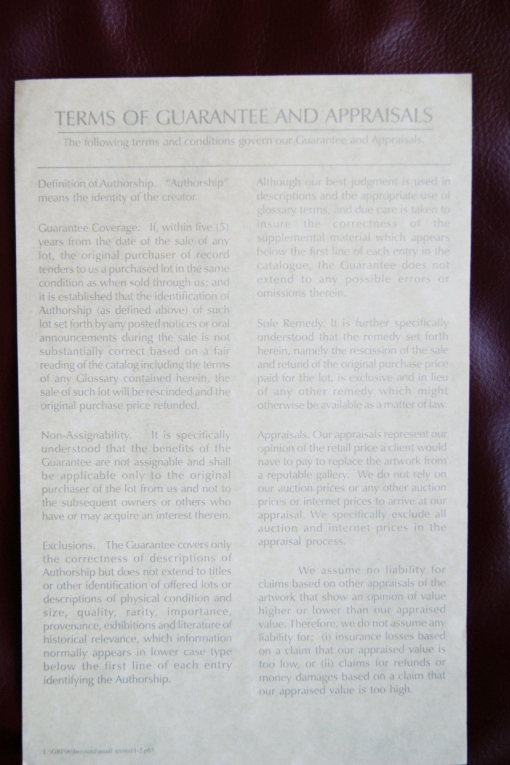 TERMS OF GUARANTEE AND APPRAISALS
The following terms and conditions govern our Guarantee and Appraisals.
Definition of Authorship. "Authorship"
means the identity of the creator.
Guarantee Coverage. If, within five (5)
years from the date of the sale of any
lot, the original purchaser of record
tenders to us a purchased lot in the same
condition as when sold through us; and
it is established that the identification of
Authorship (as defined above) of such
lot set forth by any posted notices or oral
announcements during the sale is not
substantially correct based on a fair
reading of the catalog including the terms
of any Glossary contained herein, the
sale of such lot will be rescinded and the
original purchase price refunded.
Non-Assignability. It is specifically
understood that the benefits of the
Guarantee are not assignable and shall
be applicable only to the original
purchaser of the lot from us and not to
the subsequent owners or others who
have or may acquire an interest therein.
Exclusions. The Guarantee covers only
the correctness of descriptions of
Authorship but does not extend to titles
or other identification of offered lots or
descriptions of physical condition and
size, quality, rarity, importance,
provenance, exhibitions and literature of
historical relevance, which information
normally appears in lower case type
below the first line of each entry
identifying the Authorship.
Although our best judgment is used in
descriptions and the appropriate use of
glossary terms, and due care is taken to
insure the correctness of the
supplemental material which appears
below the first line of each entry in the
catalogue, the Guarantee does not
extend to any possible errors or
omissions therein.
Sole Remedy. It is further specifically
understood that the remedy set forth
herein, namely the rescission of the sale
and refund of the original purchase price
paid for the lot, is exclusive and in lieu
of any other remedy which might
otherwise be available as a matter of law.
Appraisals. Our appraisals represent our
opinion of the retail price a client would
have to pay to replace the artwork from
a reputable gallery. We do not rely on
our auction prices or any other auction
prices or internet prices to arrive at our
appraisal. We specifically exclude all
auction and internet prices in the
appraisal process.
We assume no liability for
claims based on other appraisals of the
artwork that show an opinion of value
higher or lower than our appraised
value. Therefore, we do not assume any
liability for: (i) insurance losses based
on a claim that our appraised value is
too low, or (ii) claims for refunds or
money damages based on a claim that
our appraised value is too high.